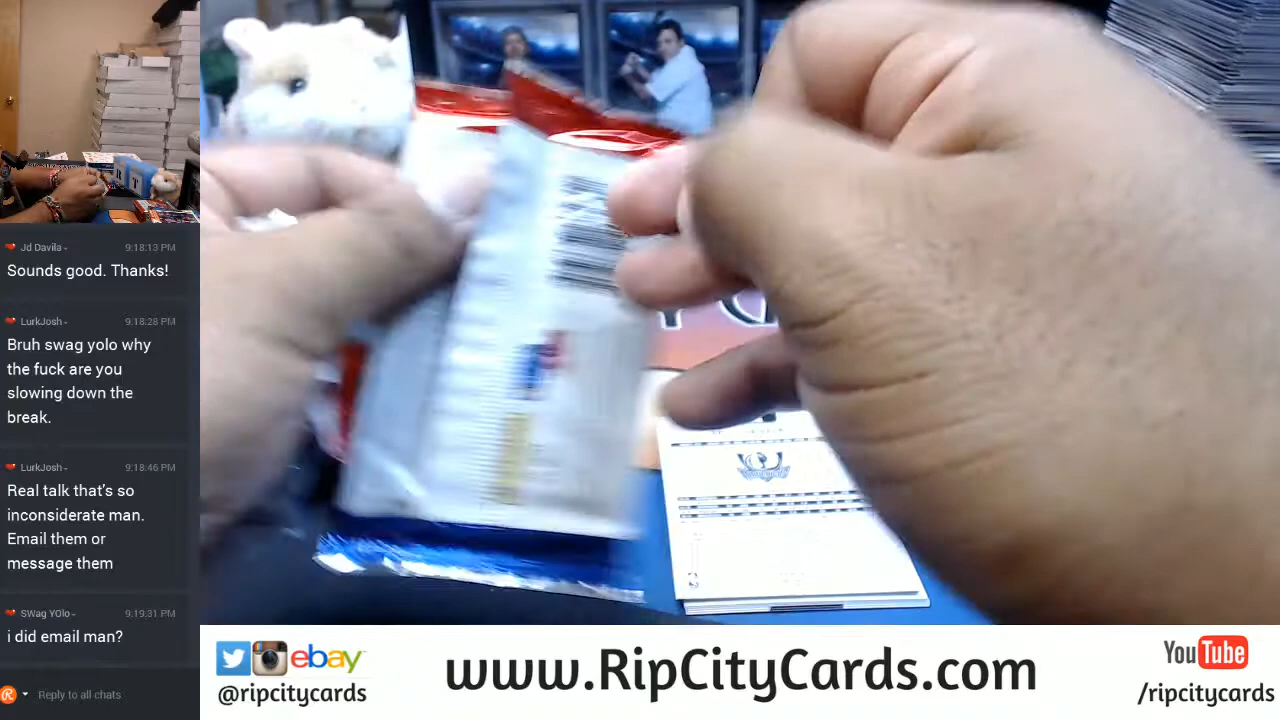 Jd Davila -
9:18:13 PM
Sounds good. Thanks!
LurkJosh -
9:18:28 PM
Bruh swag yolo why
the fuck are you
slowing down the
break.
LurkJosh -
9:18:46 PM
Real talk that's so
inconsiderate man.
Email them or
message them
SWag YOlo -
9:19:31 PM
i did email man?
Reply to all chats
ebay
@ripcitycards
www.RipCityCards.com
YouTube
/ripcitycards